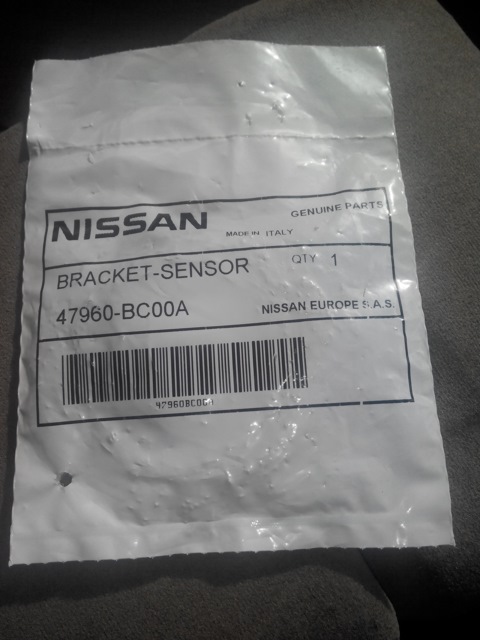 NISSAN
GENUINE PARTS
MADE IN ITALY
BRACKET-SENSOR
QTY 1
47960-BC00A
NISSAN EUROPE S.A.S.
47960BC00A